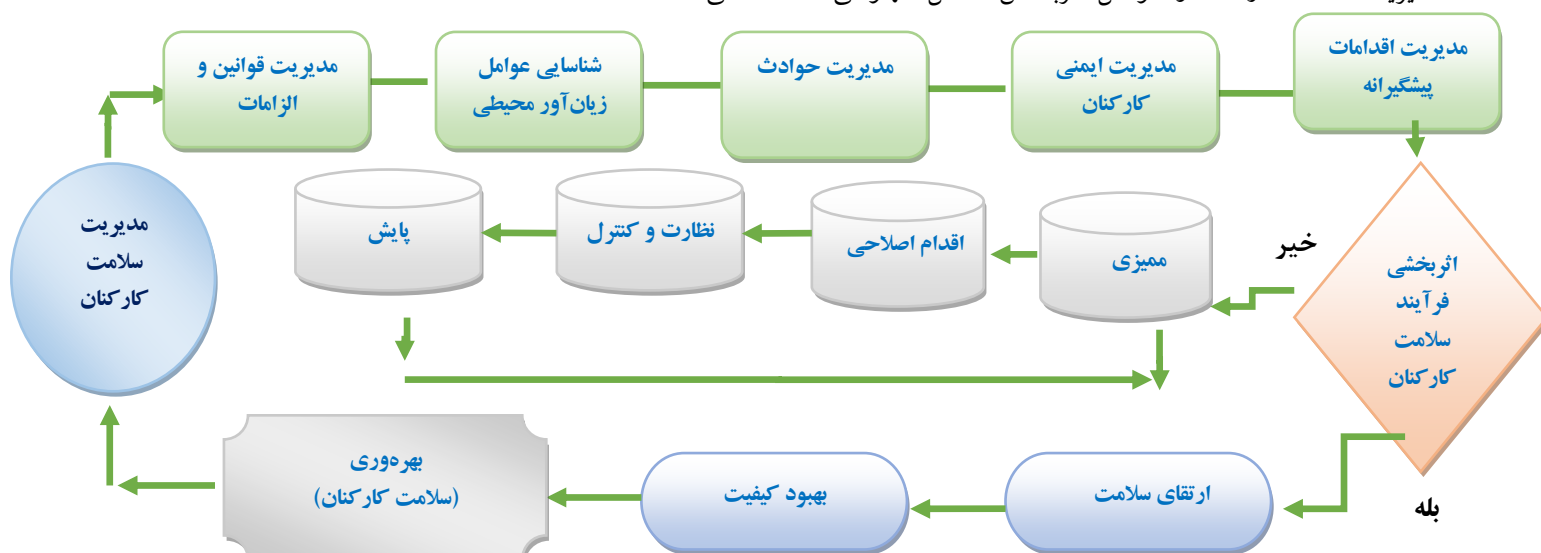 مدیریت اقدامات
پیشگیرانه
مدیریت ایمنی
کارکنان
مدیریت حوادث
شناسایی عوامل
زیان‌آور محیطی
مدیریت قوانین و
الزامات
مدیریت
سلامت
کارکنان
اثربخشی
فرآیند
سلامت
کارکنان
خیر
ممیزی
اقدام اصلاحی
نظارت و کنترل
پایش
بله
ارتقای سلامت
بهبود کیفیت
بهره‌وری
(سلامت کارکنان)